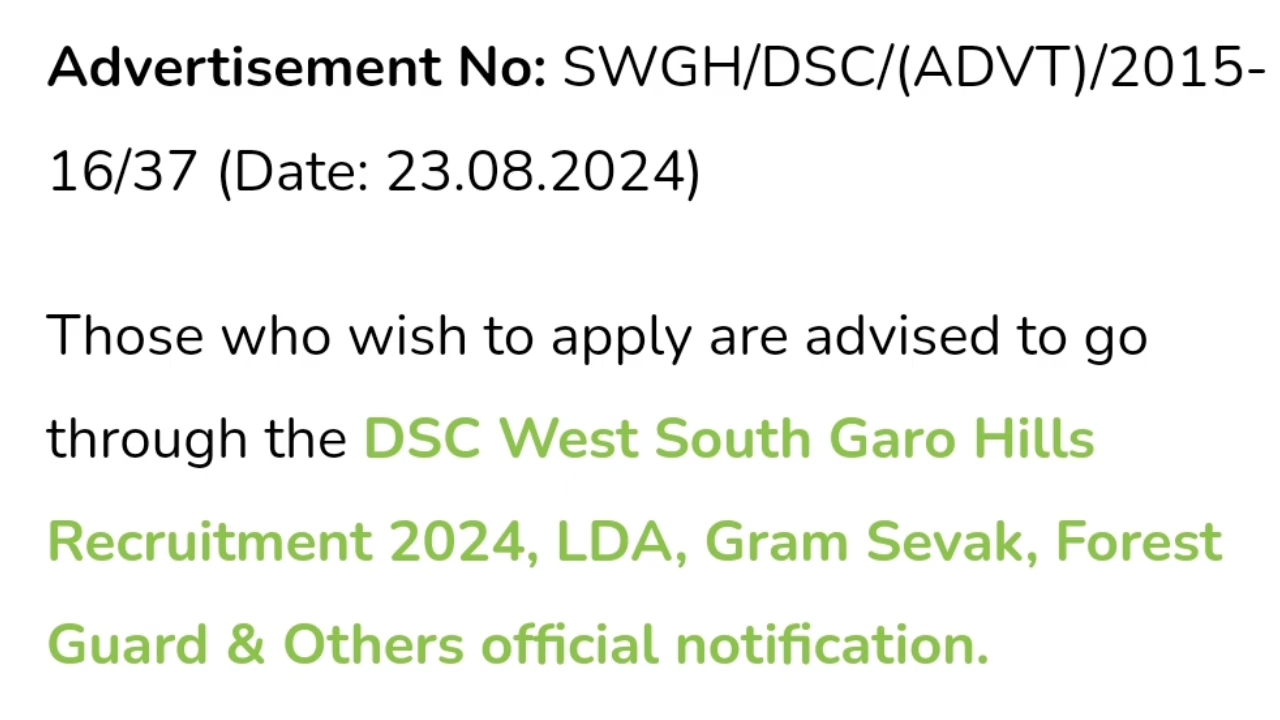 Advertisement No: SWGH/DSC/(ADVT)/2015-
16/37 (Date: 23.08.2024)
Those who wish to apply are advised to go
through the DSC West South Garo Hills
Recruitment 2024, LDA, Gram Sevak, Forest
Guard & Others official notification.